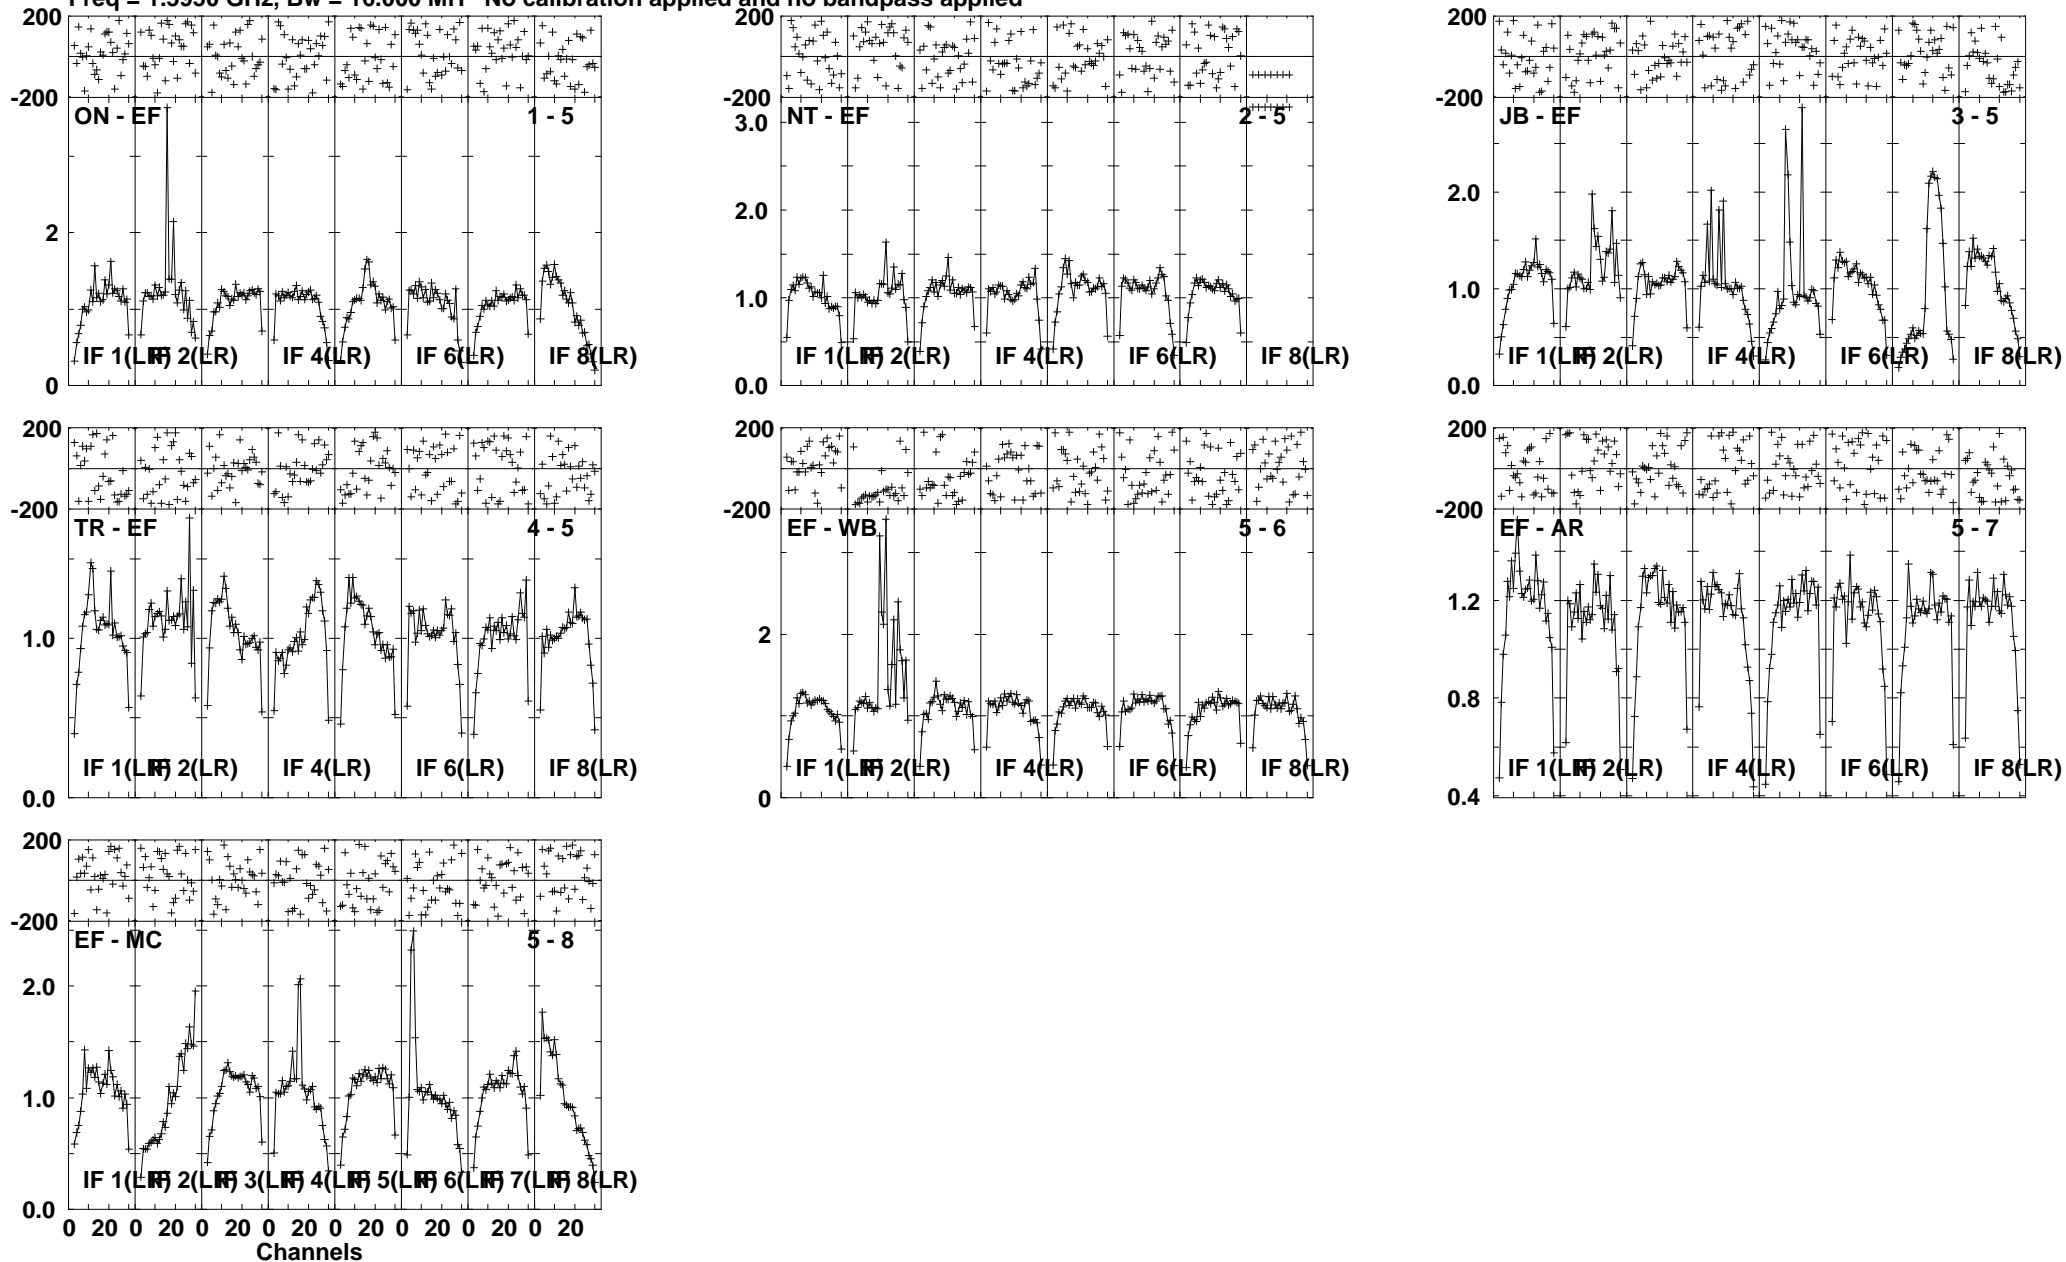 No calibration applied and no bandpass applied
200
-200
ON - EF 1 - 5
2
0
IF 1(LR) IF 2(LR) IF 4(LR) IF 6(LR) IF 8(LR)
200
-200
NT - EF 2 - 5
3.0
2.0
1.0
0.0
IF 1(LR) IF 2(LR) IF 4(LR) IF 6(LR) IF 8(LR)
200
-200
JB - EF 3 - 5
2.0
1.0
0.0
IF 1(LR) IF 2(LR) IF 4(LR) IF 6(LR) IF 8(LR)
200
-200
TR - EF 4 - 5
1.0
0.0
IF 1(LR) IF 2(LR) IF 4(LR) IF 6(LR) IF 8(LR)
200
-200
EF - WB 5 - 6
2
0
IF 1(LR) IF 2(LR) IF 4(LR) IF 6(LR) IF 8(LR)
200
-200
EF - AR 5 - 7
1.2
0.8
0.4
IF 1(LR) IF 2(LR) IF 4(LR) IF 6(LR) IF 8(LR)
200
-200
EF - MC 5 - 8
2.0
1.0
0.0
IF 1(LR) IF 2(LR) IF 3(LR) IF 4(LR) IF 5(LR) IF 6(LR) IF 7(LR) IF 8(LR)
0 20 0 20 0 20 0 20 0 20 0 20 0 20 0 20
Channels